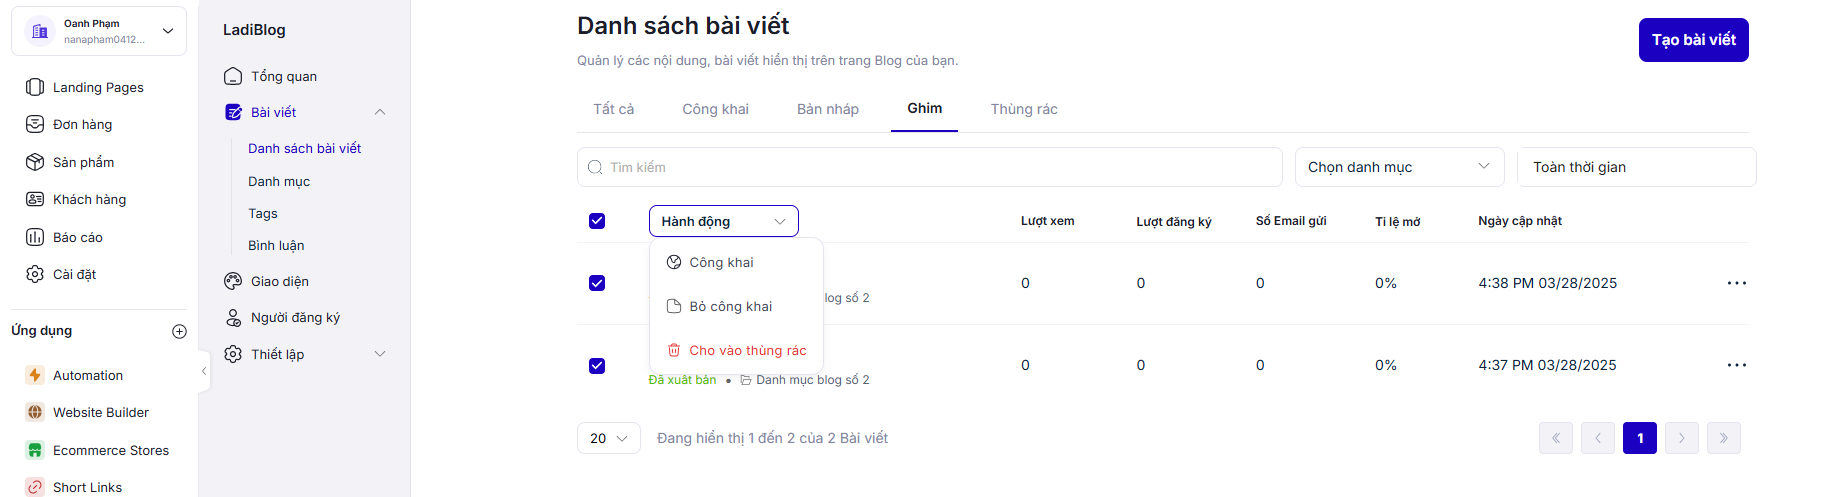 Oanh Phạm
nanapham0412...
Landing Pages
Đơn hàng
Sản phẩm
Khách hàng
Báo cáo
Cài đặt
Ứng dụng
Automation
Website Builder
Ecommerce Stores
Short Links
LadiBlog
Tổng quan
Bài viết
Danh sách bài viết
Danh mục
Tags
Bình luận
Giao diện
Người đăng ký
Thiết lập
Danh sách bài viết
Quản lý các nội dung, bài viết hiển thị trên trang Blog của bạn.
Tạo bài viết
Tất cả Công khai Bản nháp Ghim Thùng rác
Tìm kiếm Chọn danh mục Toàn thời gian
Hành động Lượt xem Lượt đăng ký Số Email gửi Tỉ lệ mở Ngày cập nhật
Công khai
Bỏ công khai
Cho vào thùng rác
0 0 0 0% 4:38 PM 03/28/2025
log số 2
0 0 0 0% 4:37 PM 03/28/2025
Đã xuất bản • Danh mục blog số 2
20 Đang hiển thị 1 đến 2 của 2 Bài viết
1